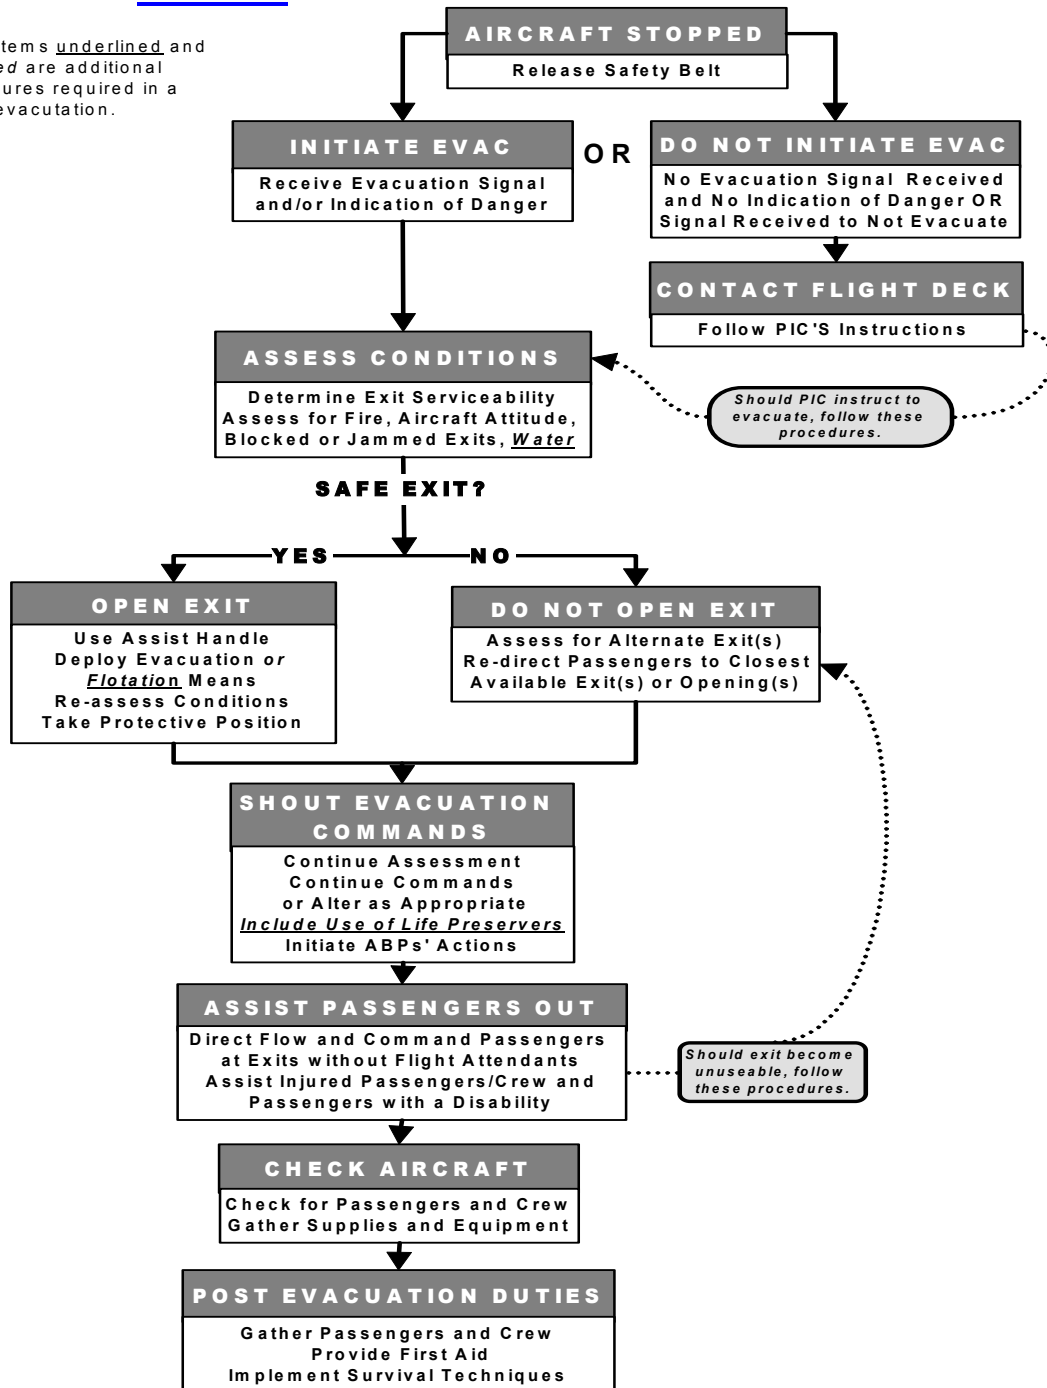 tems underlined and
ed are additional
ures required in a
evacutation.
AIRCRAFT STOPPED
Release Safety Belt
INITIATE EVAC
Receive Evacuation Signal
and/or Indication of Danger
OR
DO NOT INITIATE EVAC
No Evacuation Signal Received
and No Indication of Danger OR
Signal Received to Not Evacuate
CONTACT FLIGHT DECK
Follow PIC'S Instructions
Should PIC instruct to
evacuate, follow these
procedures.
ASSESS CONDITIONS
Determine Exit Serviceability
Assess for Fire, Aircraft Attitude,
Blocked or Jammed Exits, Water
SAFE EXIT?
YES
NO
OPEN EXIT
Use Assist Handle
Deploy Evacuation or
Flotation Means
Re-assess Conditions
Take Protective Position
DO NOT OPEN EXIT
Assess for Alternate Exit(s)
Re-direct Passengers to Closest
Available Exit(s) or Opening(s)
SHOUT EVACUATION
COMMANDS
Continue Assessment
Continue Commands
or Alter as Appropriate
Include Use of Life Preservers
Initiate ABPs' Actions
ASSIST PASSENGERS OUT
Direct Flow and Command Passengers
at Exits without Flight Attendants
Assist Injured Passengers/Crew and
Passengers with a Disability
Should exit become
unuseable, follow
these procedures.
CHECK AIRCRAFT
Check for Passengers and Crew
Gather Supplies and Equipment
POST EVACUATION DUTIES
Gather Passengers and Crew
Provide First Aid
Implement Survival Techniques